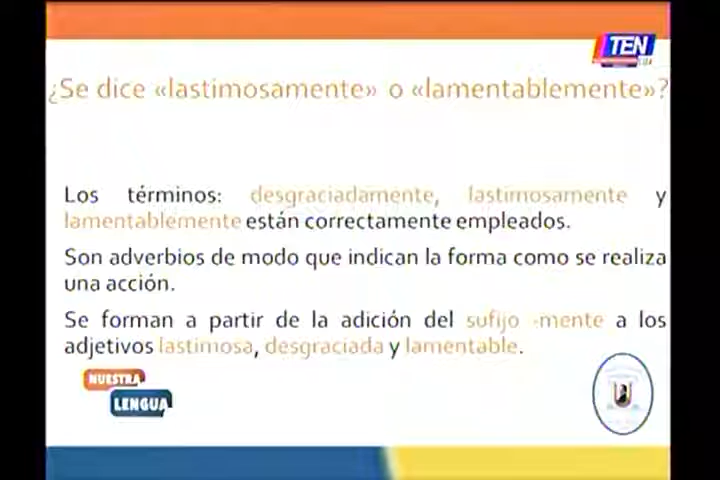 TEN
¿Se dice «lastimosamente» o «lamentablemente»?
Los términos: desgraciadamente, lastimosamente y
lamentablemente están correctamente empleados.
Son adverbios de modo que indican la forma como se realiza
una acción.
Se forman a partir de la adición del sufijo -mente a los
adjetivos lastimosa, desgraciada y lamentable.
NUESTRA
LENGUA